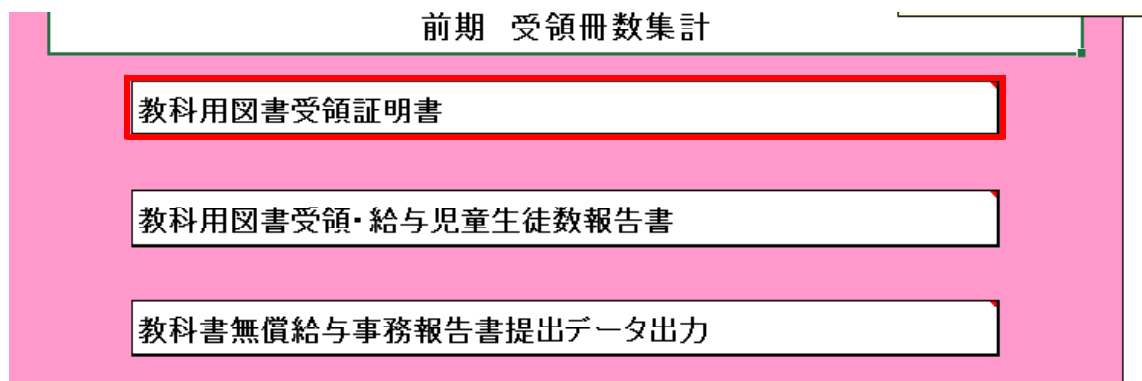 前期 受領冊数集計
教科用図書受領証明書
教科用図書受領・給与児童生徒数報告書
教科書無償給与事務報告書提出データ出力